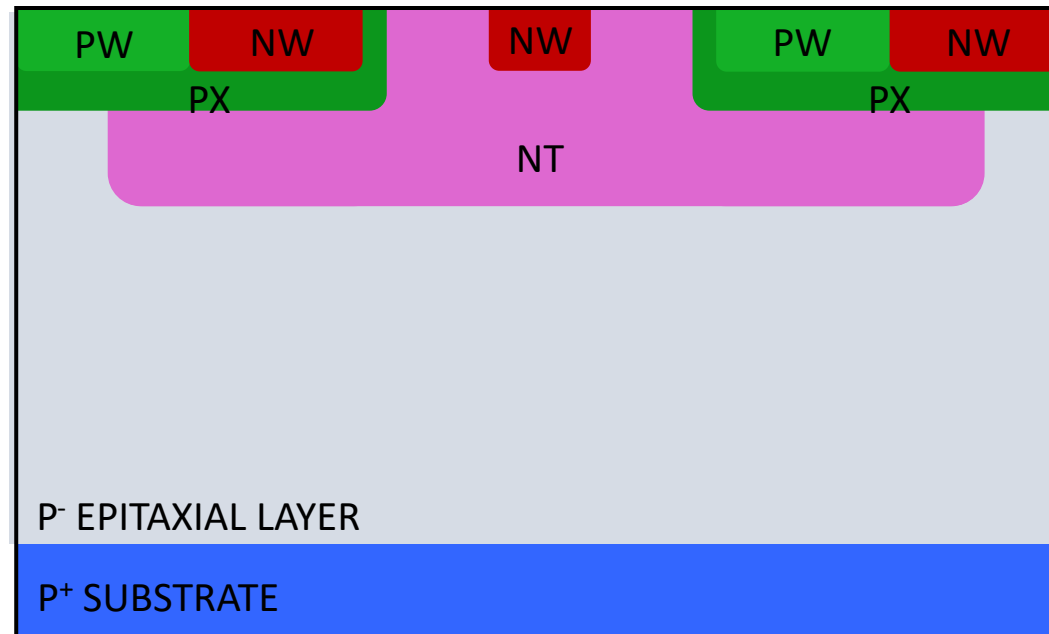 PW NW NW PW NW
PX PX
NT
P⁻ EPITAXIAL LAYER
P⁺ SUBSTRATE